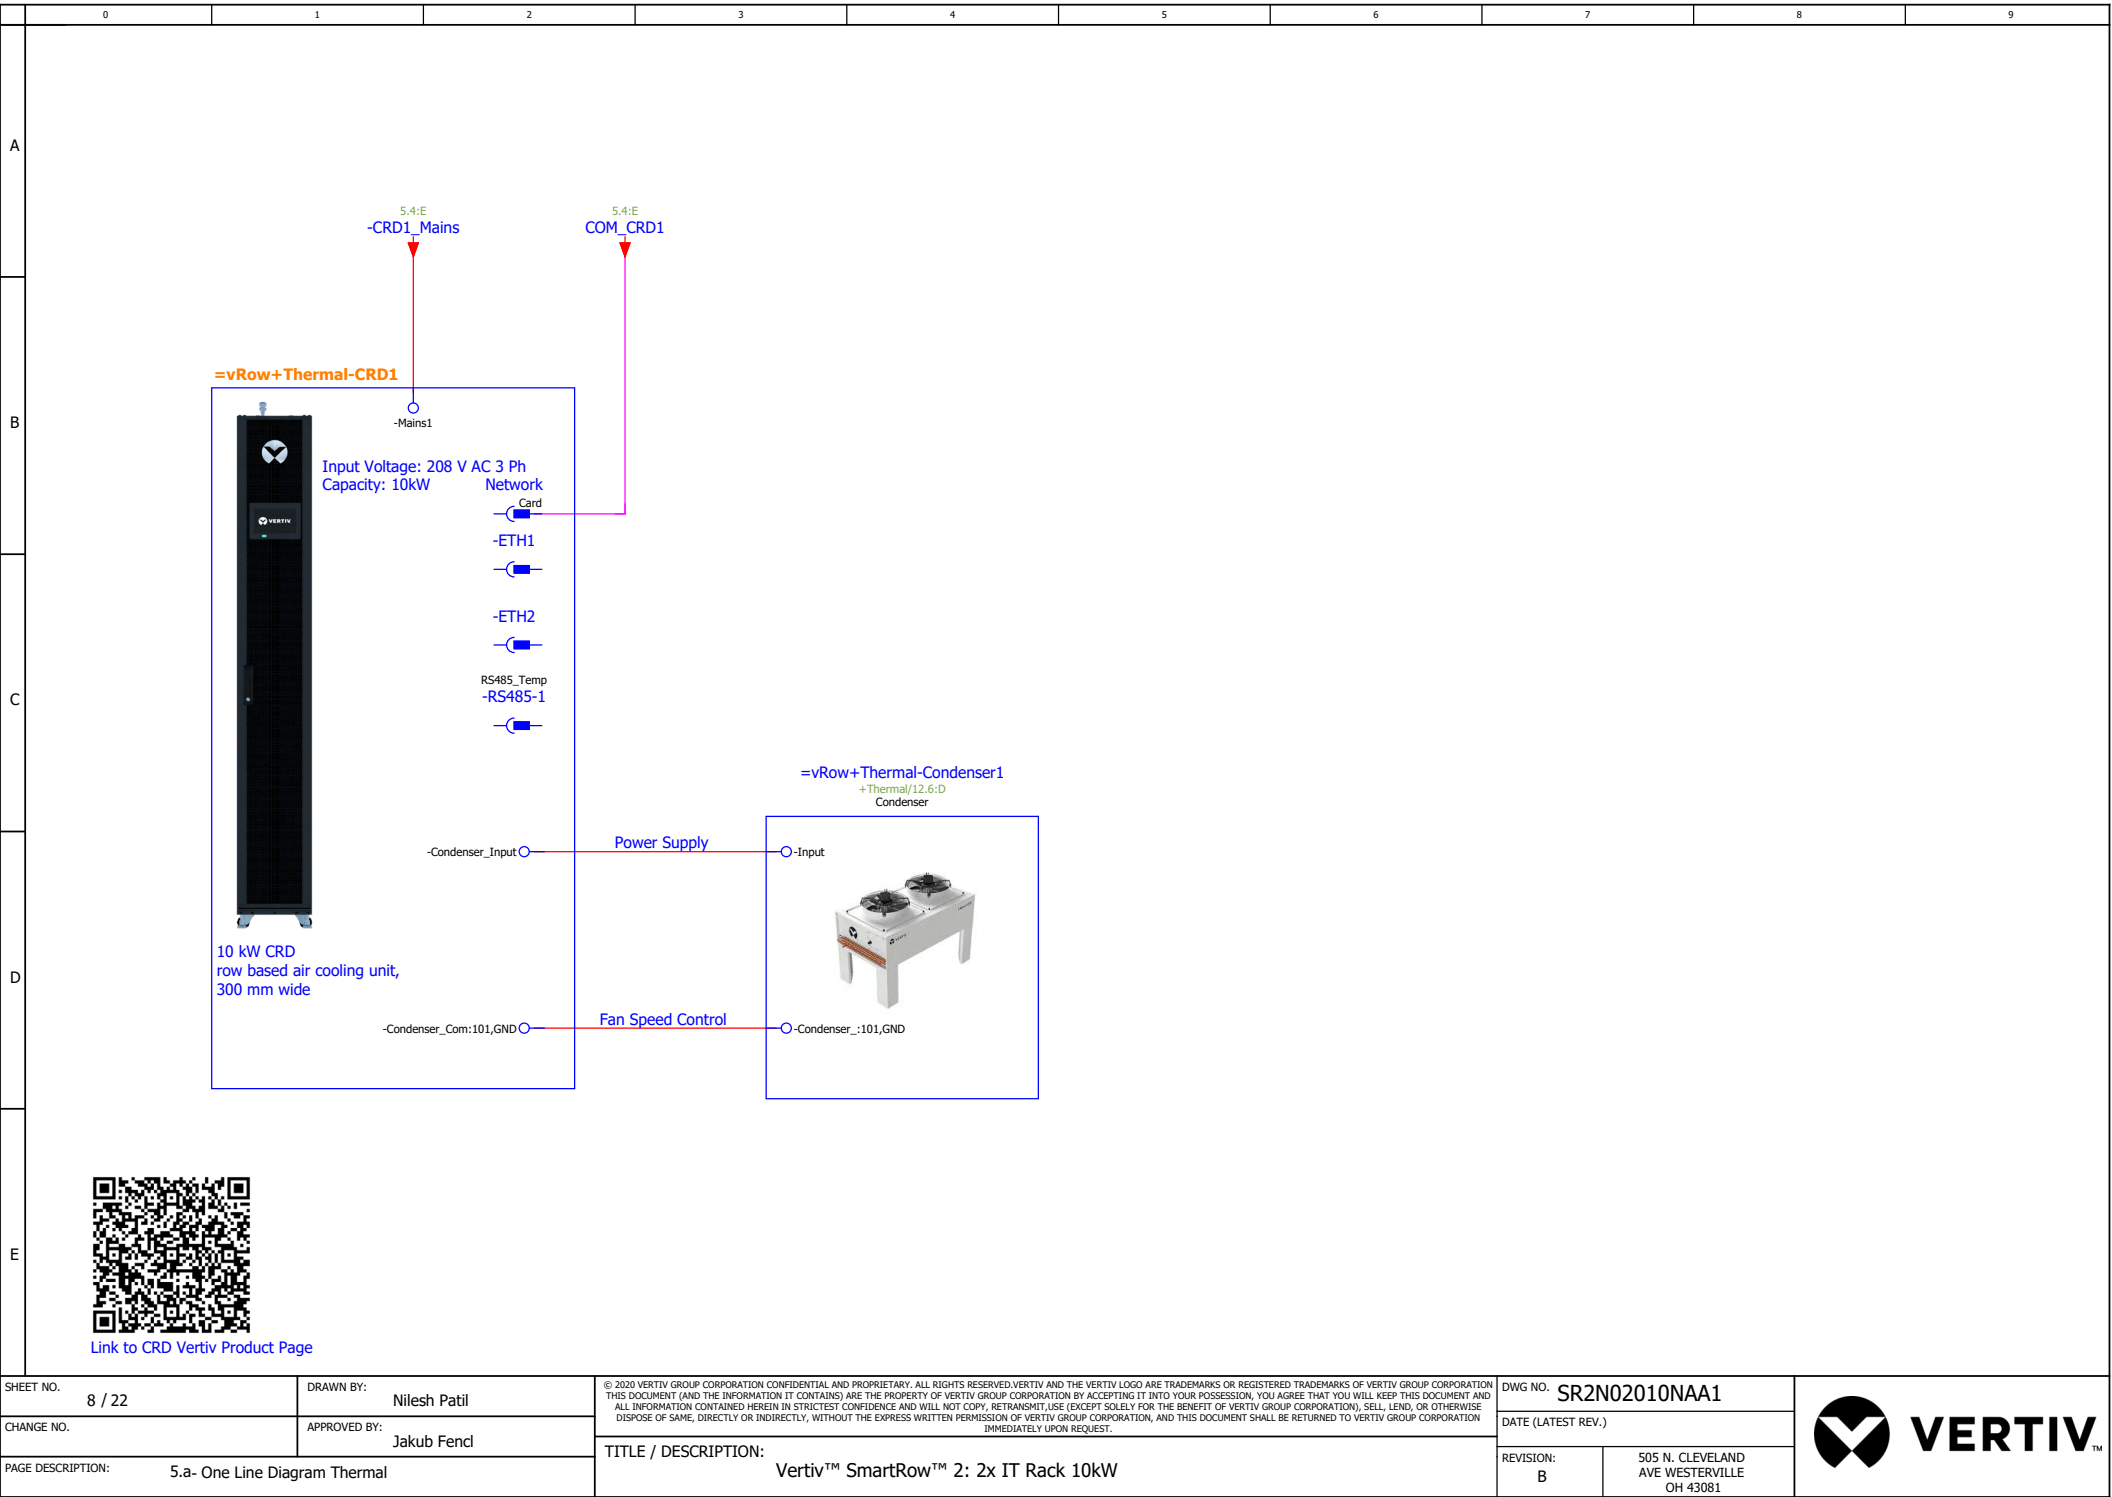 0 1 2 3 4 5 6 7 8 9
A
B
C
D
E
5.4:E
-CRD1_Mains
5.4:E
COM_CRD1
=vRow+Thermal-CRD1
-Mains1
Input Voltage: 208 V AC 3 Ph
Capacity: 10kW
Network
Card
-ETH1
-ETH2
RS485_Temp
-RS485-1
VERTIV
=vRow+Thermal-Condenser1
+Thermal/12.6:D
Condenser
-Condenser_Input
Power Supply
-Input
10 kW CRD
row based air cooling unit,
300 mm wide
-Condenser_Com:101,GND
Fan Speed Control
-Condenser_:101,GND
Link to CRD Vertiv Product Page
SHEET NO.
8 / 22
DRAWN BY:
Nilesh Patil
CHANGE NO.
APPROVED BY:
Jakub Fencl
PAGE DESCRIPTION:
5.a- One Line Diagram Thermal
© 2020 VERTIV GROUP CORPORATION CONFIDENTIAL AND PROPRIETARY. ALL RIGHTS RESERVED.VERTIV AND THE VERTIV LOGO ARE TRADEMARKS OR REGISTERED TRADEMARKS OF VERTIV GROUP CORPORATION
THIS DOCUMENT (AND THE INFORMATION IT CONTAINS) ARE THE PROPERTY OF VERTIV GROUP CORPORATION BY ACCEPTING IT INTO YOUR POSSESSION, YOU AGREE THAT YOU WILL KEEP THIS DOCUMENT AND
ALL INFORMATION CONTAINED HEREIN IN STRICTEST CONFIDENCE AND WILL NOT COPY, RETRANSMIT,USE (EXCEPT SOLELY FOR THE BENEFIT OF VERTIV GROUP CORPORATION), SELL, LEND, OR OTHERWISE
DISPOSE OF SAME, DIRECTLY OR INDIRECTLY, WITHOUT THE EXPRESS WRITTEN PERMISSION OF VERTIV GROUP CORPORATION, AND THIS DOCUMENT SHALL BE RETURNED TO VERTIV GROUP CORPORATION
IMMEDIATELY UPON REQUEST.
TITLE / DESCRIPTION:
Vertiv™ SmartRow™ 2: 2x IT Rack 10kW
DWG NO. SR2N02010NAA1
DATE (LATEST REV.)
REVISION:
B
505 N. CLEVELAND
AVE WESTERVILLE
OH 43081
VERTIV™